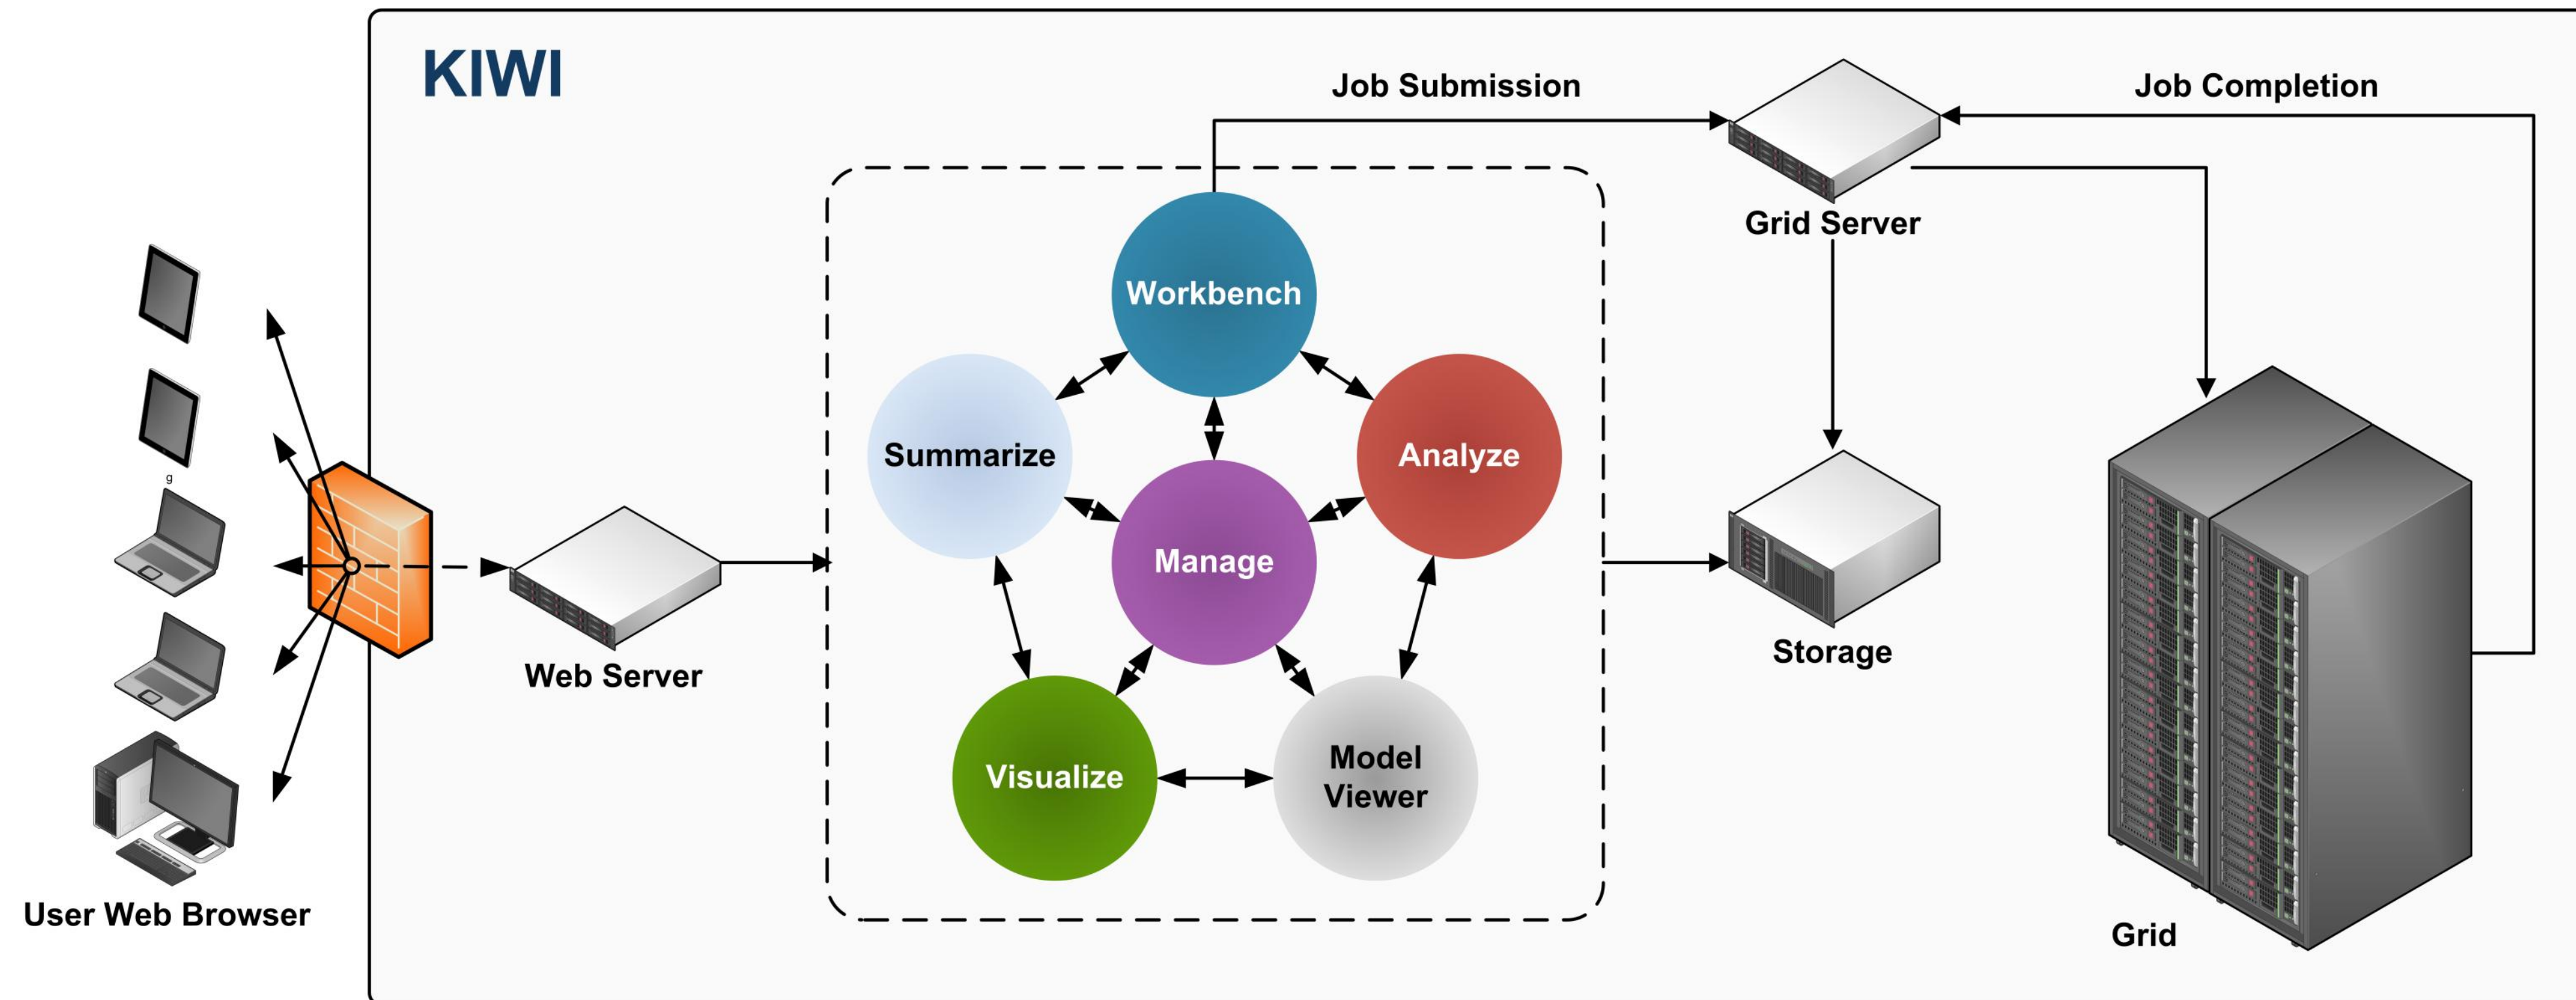 KIWI
Job Submission
Job Completion
Grid Server
Workbench
Summarize
Analyze
Manage
g
Web Server
Storage
Visualize
Model
Viewer
User Web Browser
Grid